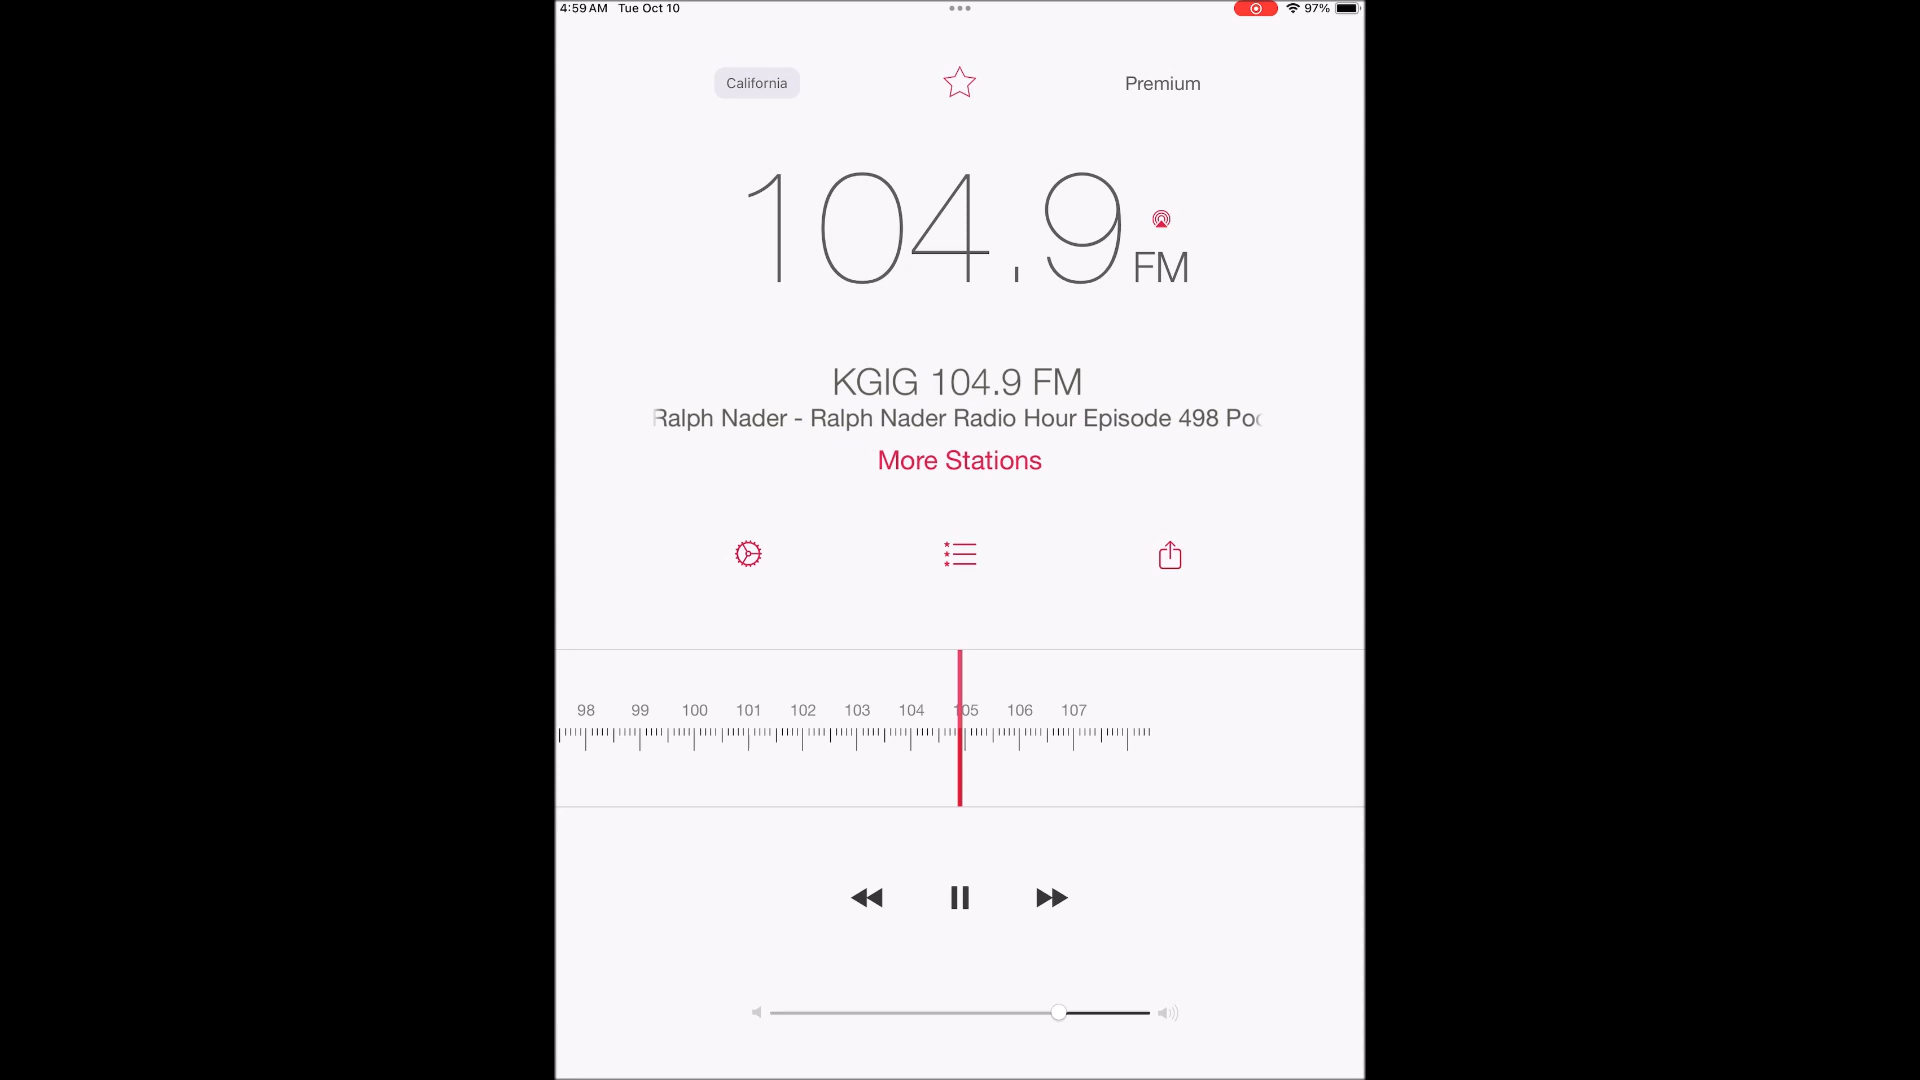 4:59 AM Tue Oct 10
97%
California
Premium
104.9 FM
KGIG 104.9 FM
Ralph Nader - Ralph Nader Radio Hour Episode 498
More Stations
98 99 100 101 102 103 104 105 106 107